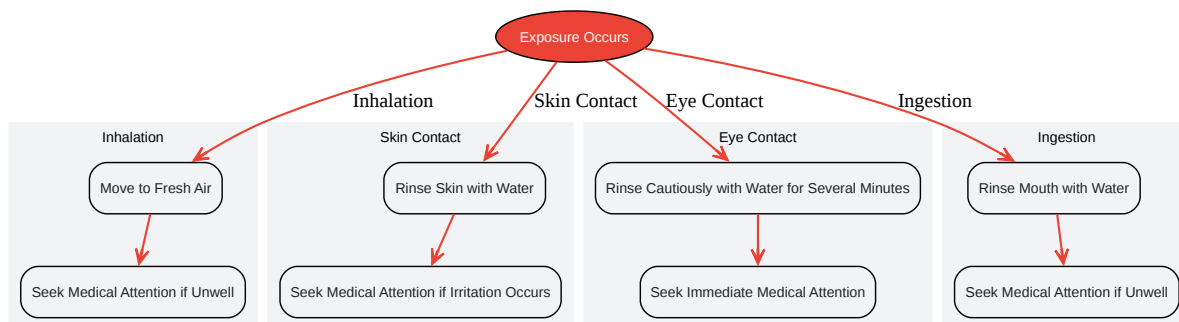 Exposure Occurs
Inhalation
Skin Contact
Eye Contact
Ingestion
Inhalation
Skin Contact
Eye Contact
Ingestion
Move to Fresh Air
Rinse Skin with Water
Rinse Cautiously with Water for Several Minutes
Rinse Mouth with Water
Seek Medical Attention if Unwell
Seek Medical Attention if Irritation Occurs
Seek Immediate Medical Attention
Seek Medical Attention if Unwell